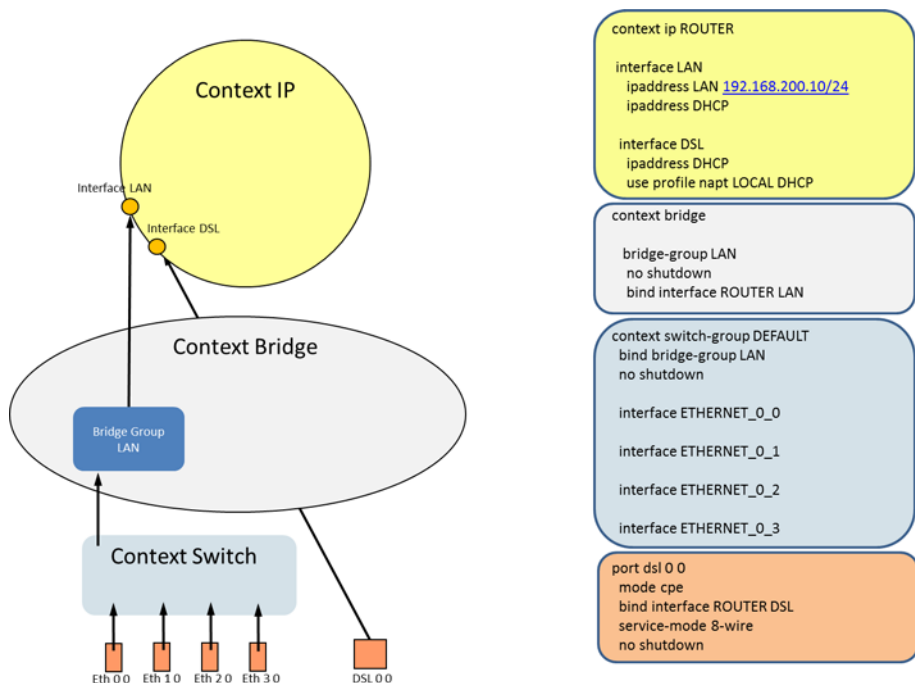 Context IP
Interface LAN
Interface DSL
Context Bridge
Bridge Group
LAN
Context Switch
Eth 0 0
Eth 1 0
Eth 2 0
Eth 3 0
DSL 0 0
context ip ROUTER
interface LAN
ipaddress LAN 192.168.200.10/24
ipaddress DHCP
interface DSL
ipaddress DHCP
use profile napt LOCAL DHCP
context bridge
bridge-group LAN
no shutdown
bind interface ROUTER LAN
context switch-group DEFAULT
bind bridge-group LAN
no shutdown
interface ETHERNET_0_0
interface ETHERNET_0_1
interface ETHERNET_0_2
interface ETHERNET_0_3
port dsl 0 0
mode cpe
bind interface ROUTER DSL
service-mode 8-wire
no shutdown